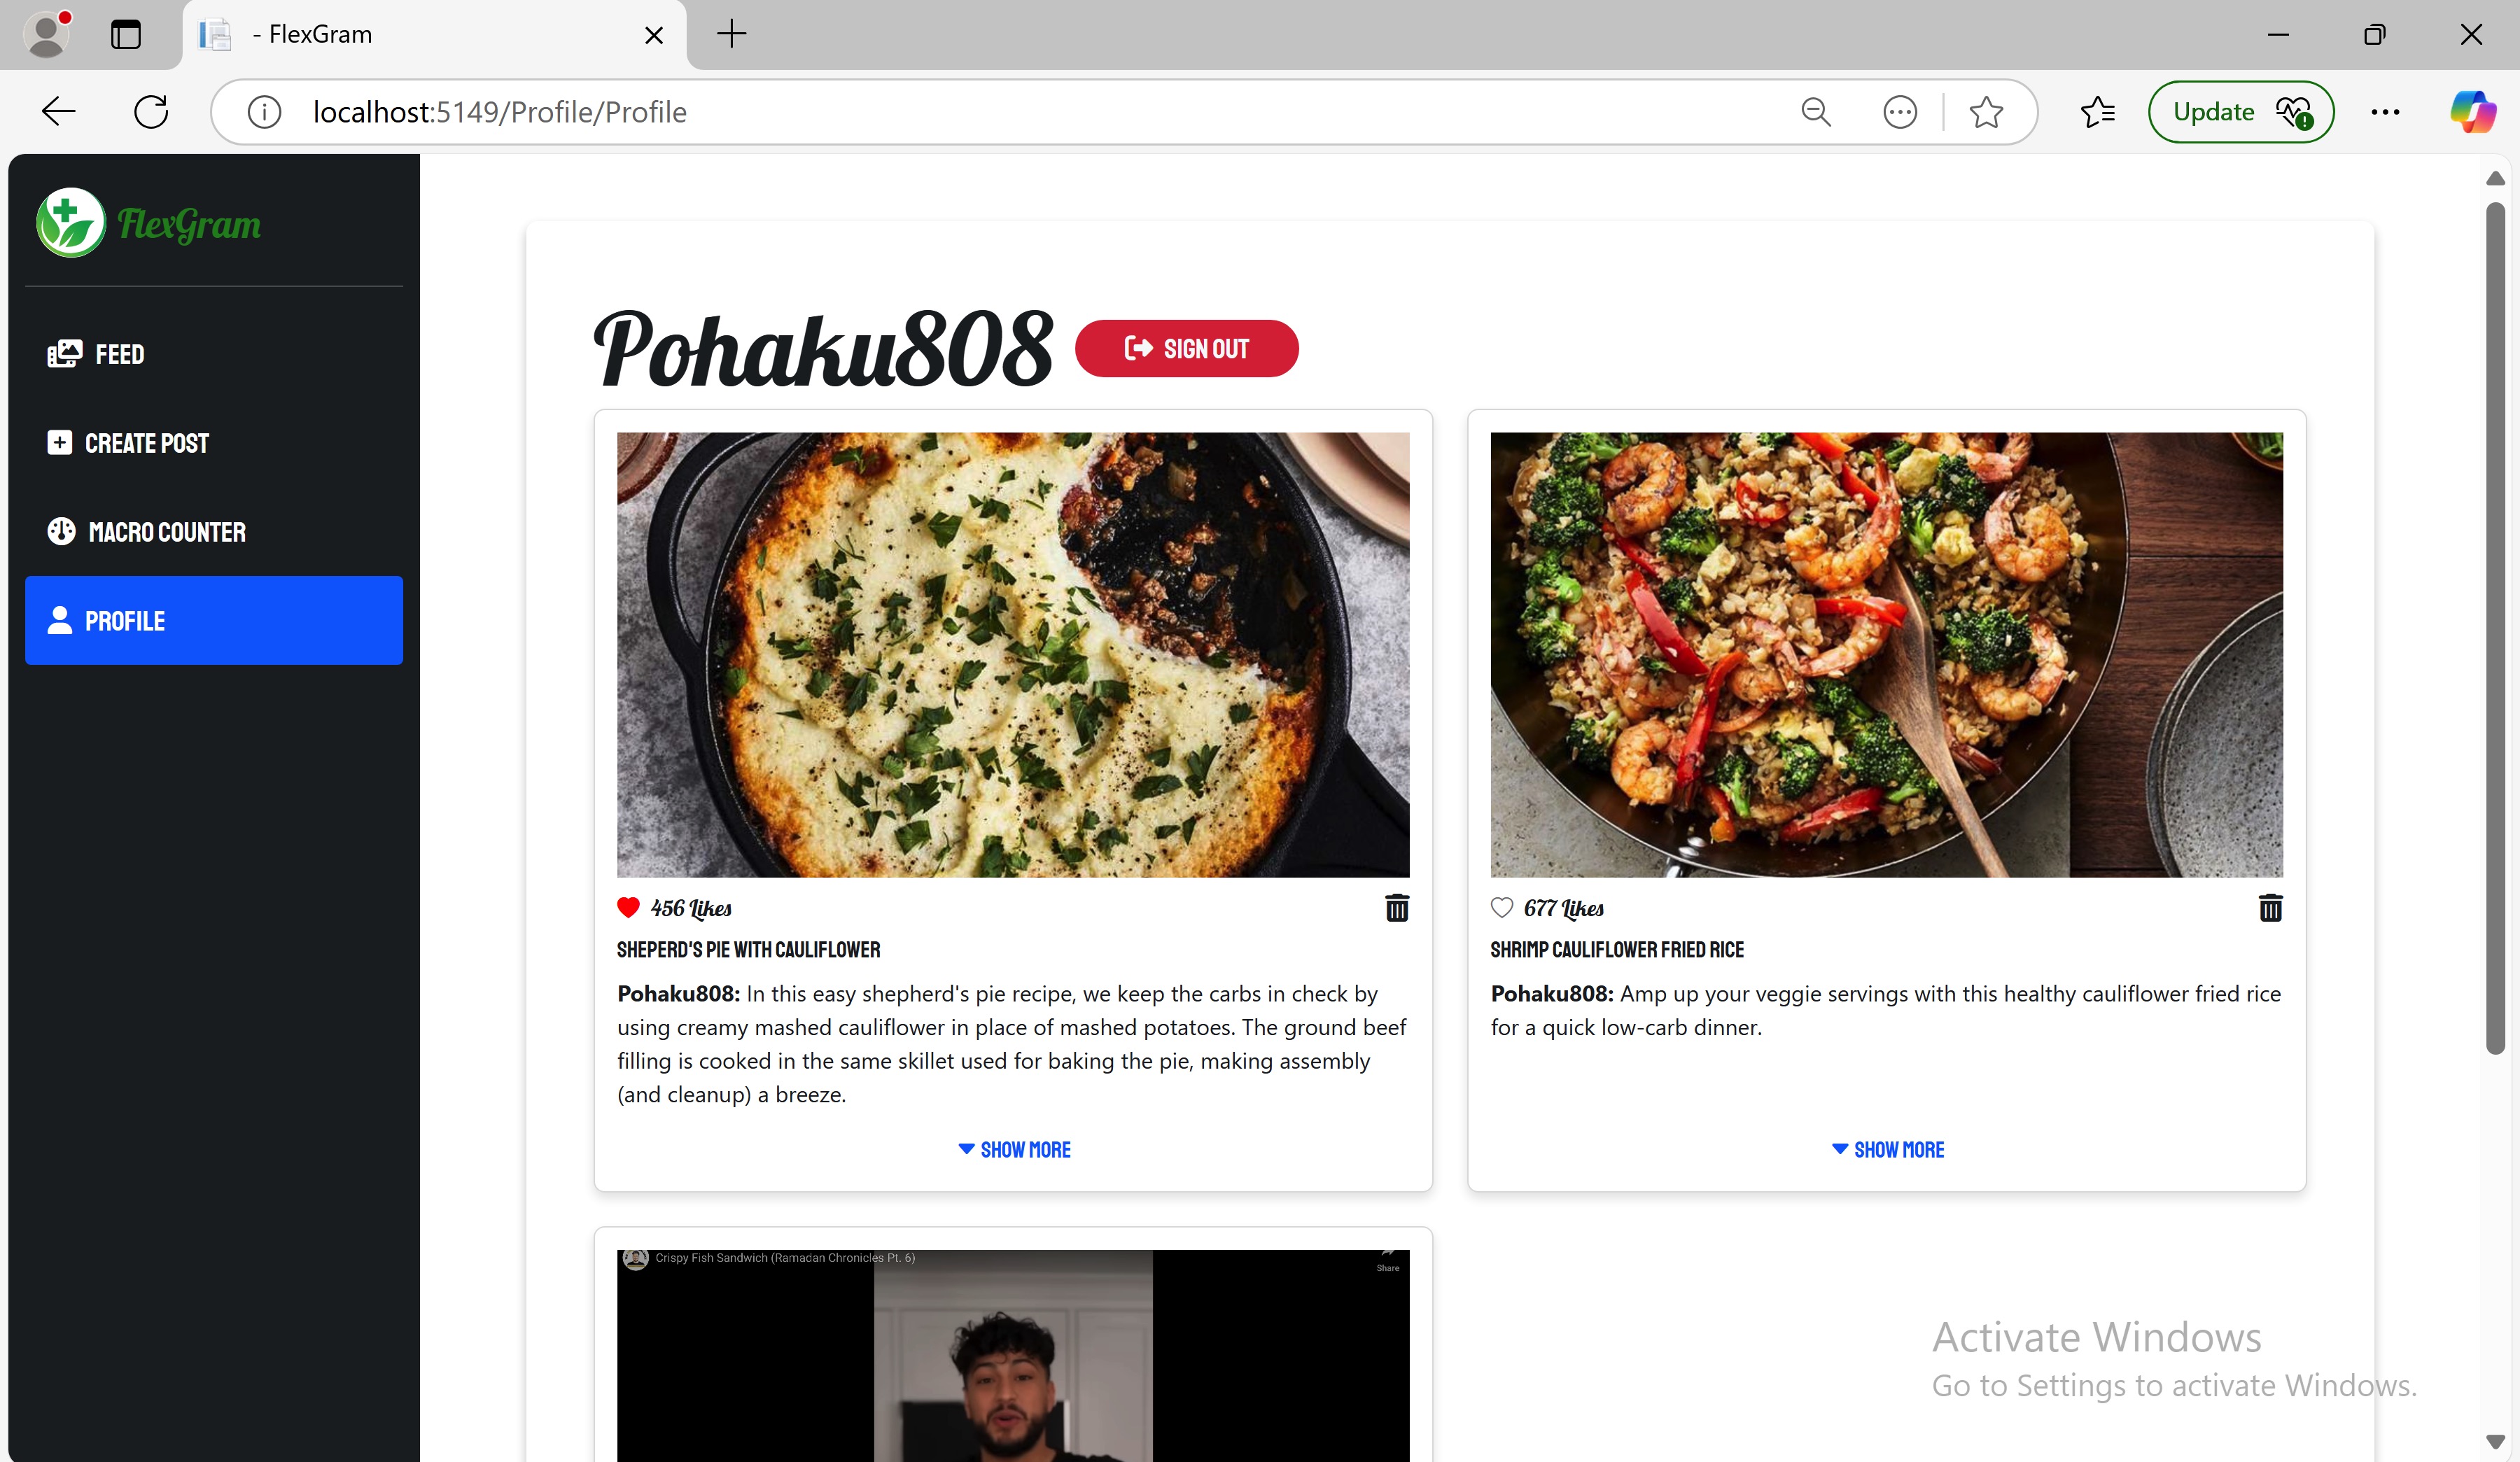 - FlexGram
localhost:5149/Profile/Profile
Update
FlexGram
FEED
CREATE POST
MACRO COUNTER
PROFILE
Pohaku808
SIGN OUT
456 Likes
SHEPERD'S PIE WITH CAULIFLOWER
Pohaku808: In this easy shepherd's pie recipe, we keep the carbs in check by
using creamy mashed cauliflower in place of mashed potatoes. The ground beef
filling is cooked in the same skillet used for baking the pie, making assembly
(and cleanup) a breeze.
SHOW MORE
677 Likes
SHRIMP CAULIFLOWER FRIED RICE
Pohaku808: Amp up your veggie servings with this healthy cauliflower fried rice
for a quick low-carb dinner.
SHOW MORE
Crispy Fish Sandwich (Ramadan Chronicles Pt. 6)
Share
Activate Windows
Go to Settings to activate Windows.